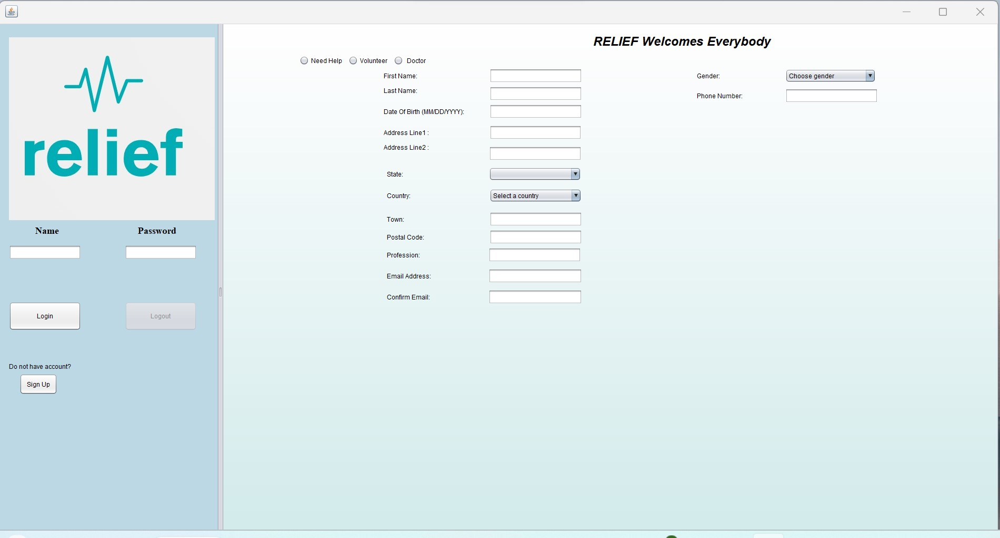 relief
Name Password
Login Logout
Do not have account?
Sign Up
RELIEF Welcomes Everybody
Need Help Volunteer Doctor
First Name:
Last Name:
Date Of Birth (MM/DD/YYYY):
Address Line1 :
Address Line2 :
State:
Country: Select a country
Town:
Postal Code:
Profession:
Email Address:
Confirm Email:
Gender: Choose gender
Phone Number: